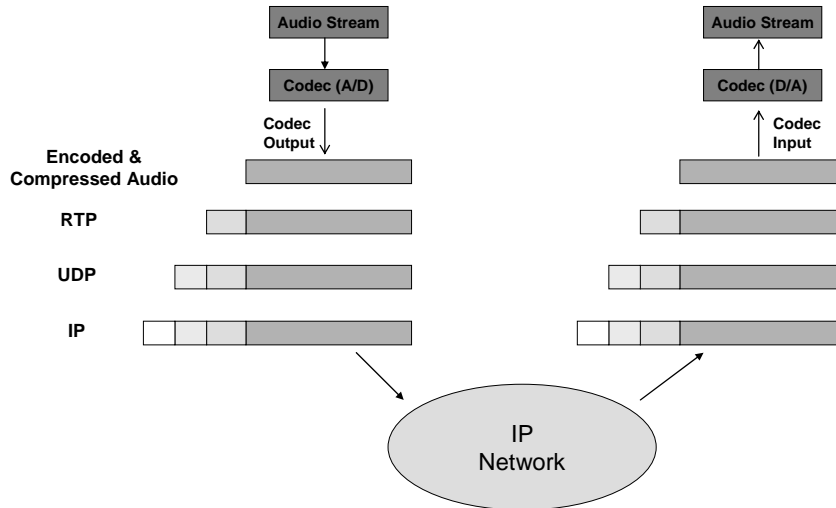 Audio Stream
Audio Stream
Codec (A/D)
Codec (D/A)
Codec
Output
Codec
Input
Encoded &
Compressed Audio
RTP
UDP
IP
IP
Network